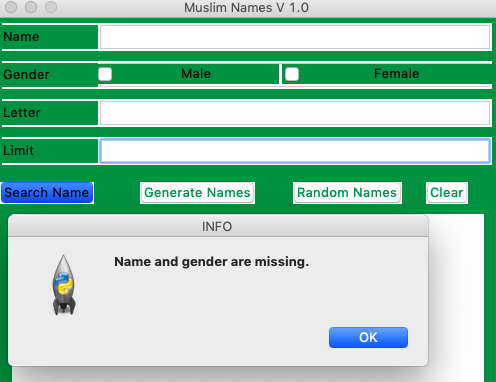 Muslim Names V 1.0
Name
Gender Male Female
Letter
Limit
Search Name Generate Names Random Names Clear
INFO
Name and gender are missing.
OK